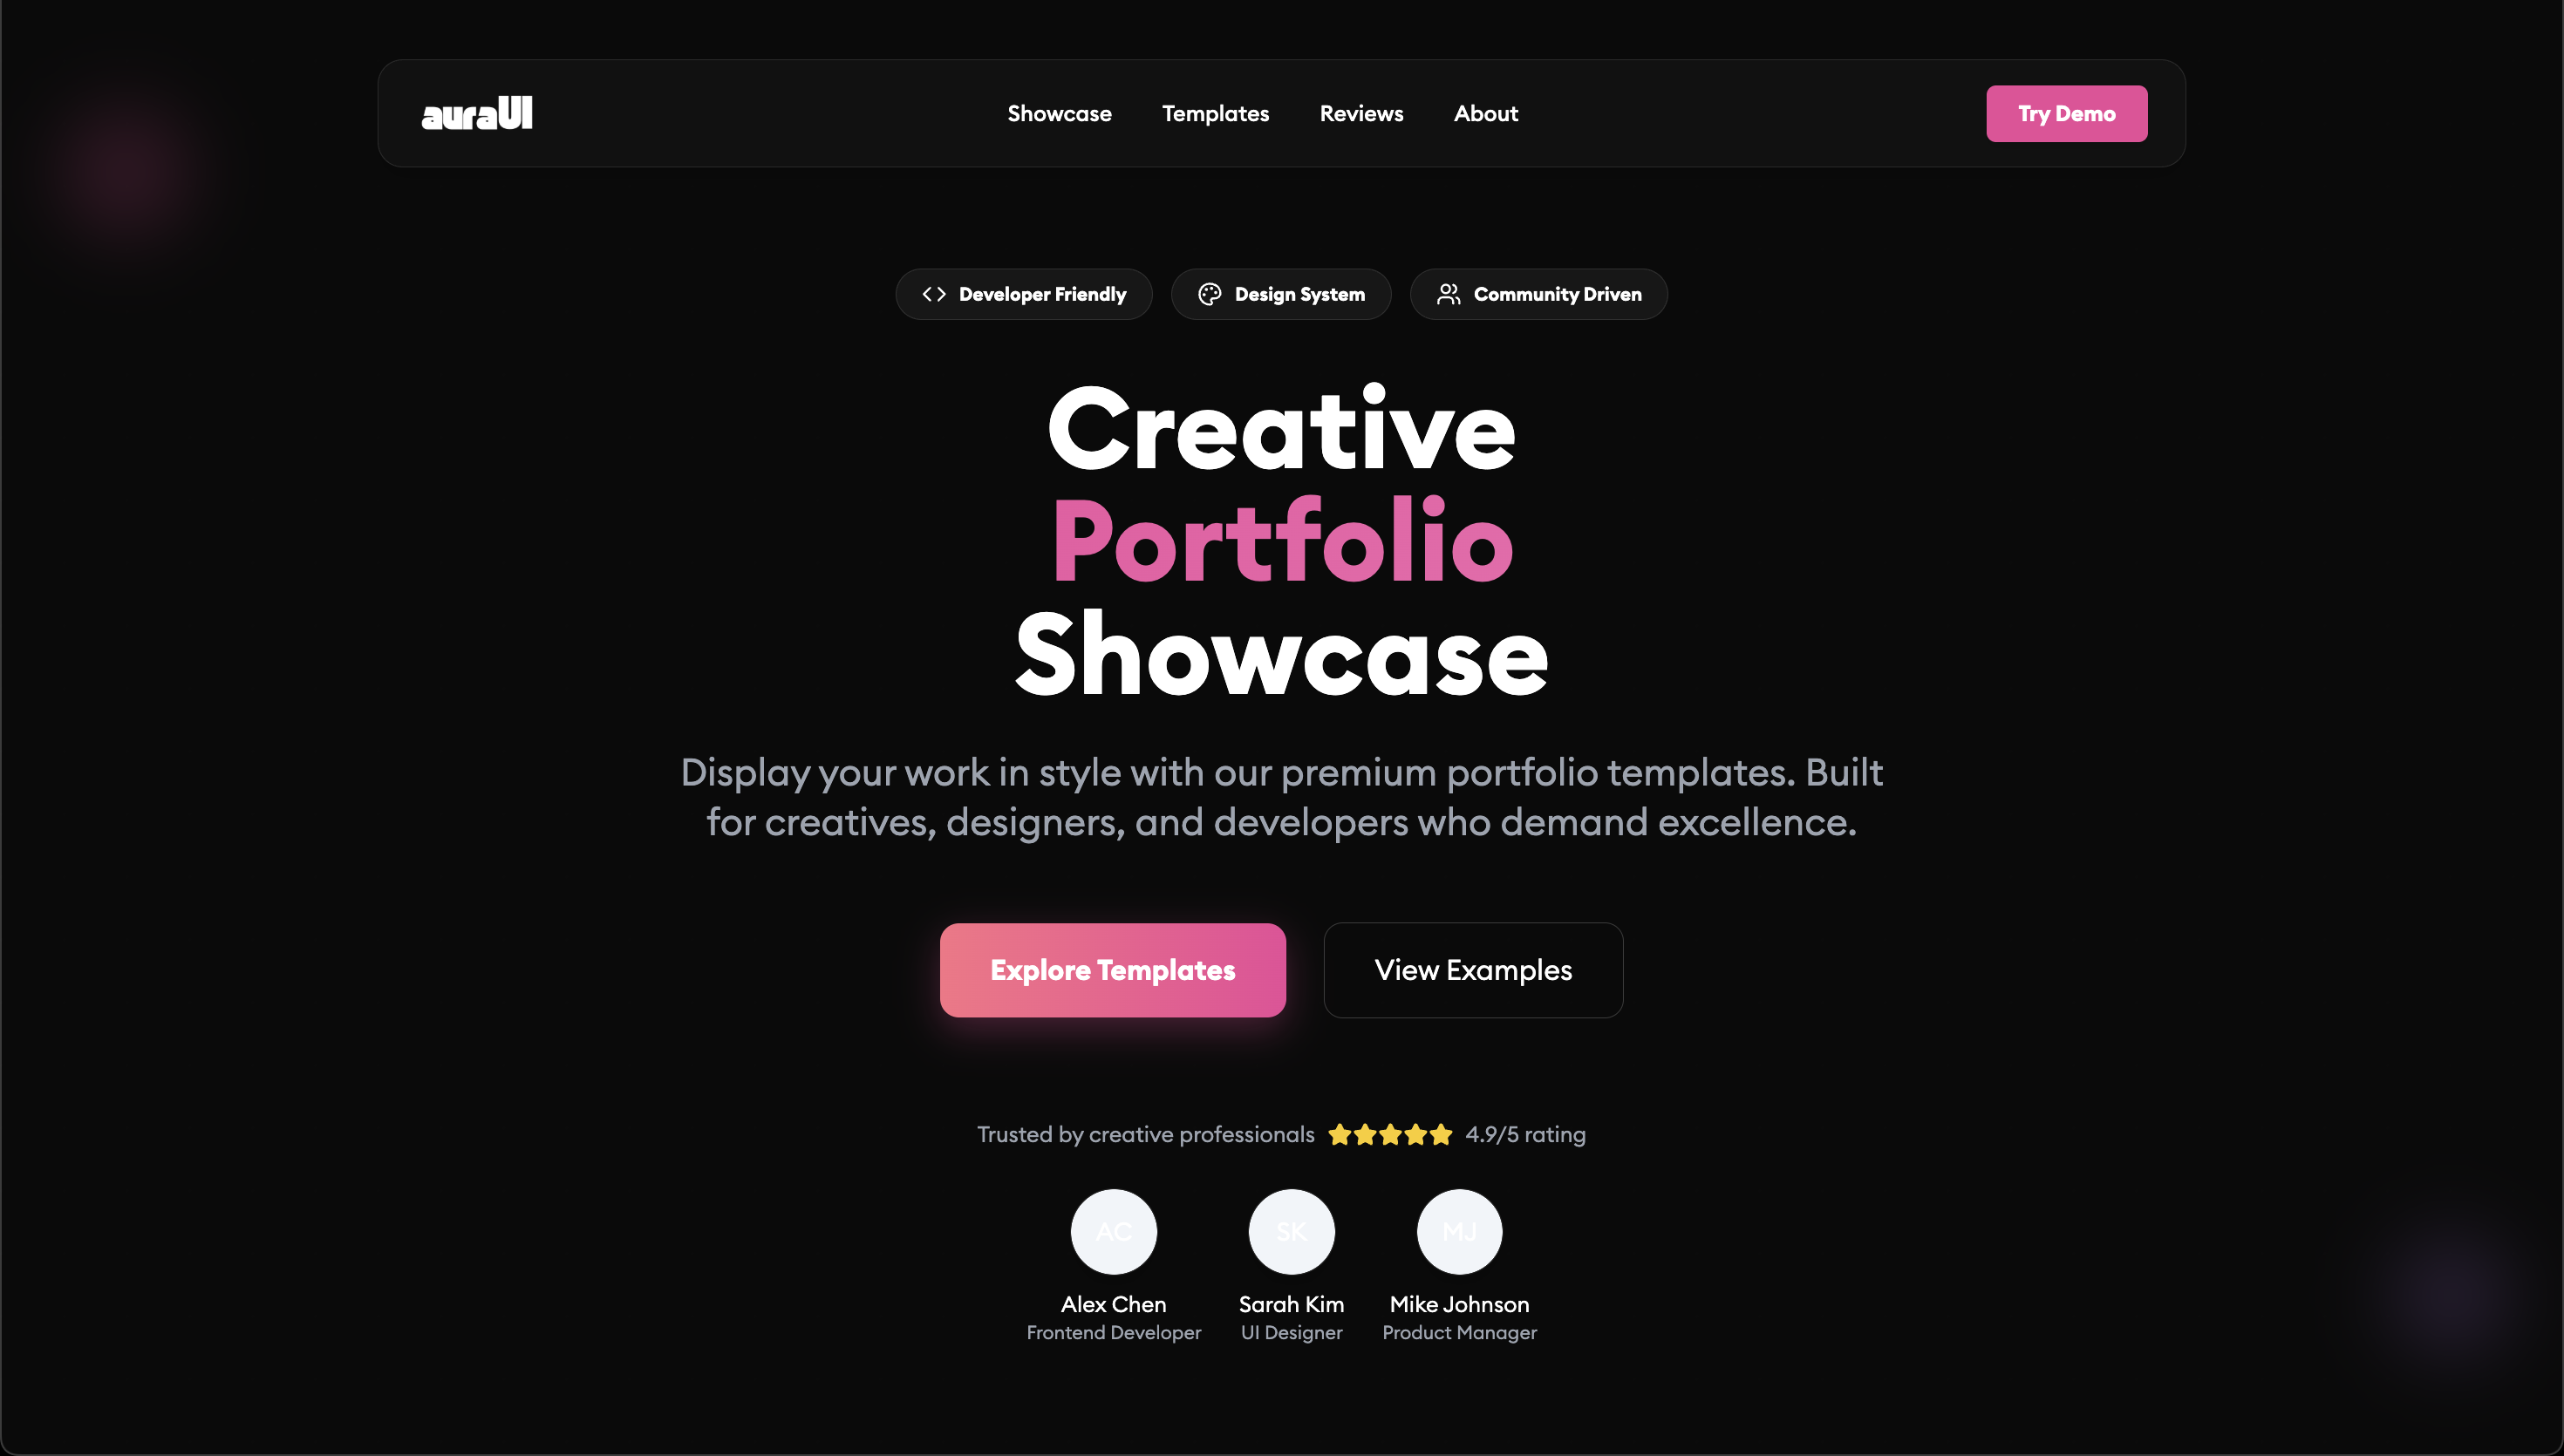 auraUI
Showcase
Templates
Reviews
About
Try Demo
Developer Friendly
Design System
Community Driven
Creative
Portfolio
Showcase
Display your work in style with our premium portfolio templates. Built
for creatives, designers, and developers who demand excellence.
Explore Templates
View Examples
Trusted by creative professionals
4.9/5 rating
AC
Alex Chen
Frontend Developer
SK
Sarah Kim
UI Designer
MJ
Mike Johnson
Product Manager